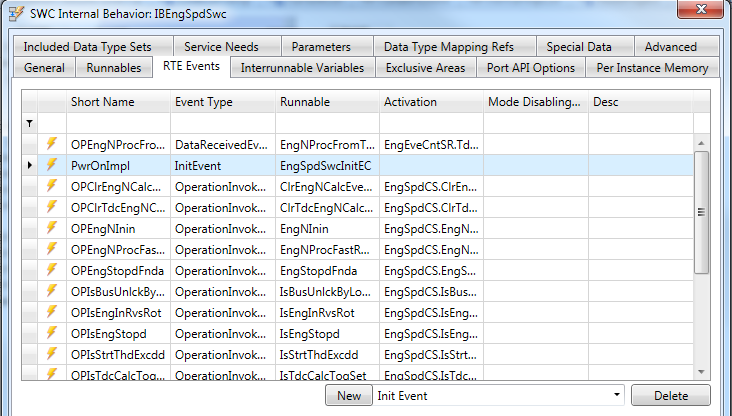 SWC Internal Behavior: IBEngSpdSwc
Included Data Type Sets Service Needs Parameters Data Type Mapping Refs Special Data Advanced
General Runnables RTE Events Interrunnable Variables Exclusive Areas Port API Options Per Instance Memory
Short Name Event Type Runnable Activation Mode Disabling... Desc
OPEngNProcFro... DataReceivedEv... EngNProcFromT... EngEveCntSR.Td...
PwrOnImpl InitEvent EngSpdSwcInitEC
OPClrEngNCalc... OperationInvok... ClrEngNCalcEve... EngSpdCS.ClrEn...
OPClrTdcEngNC... OperationInvok... ClrTdcEngNCalc... EngSpdCS.ClrTd...
OPEngNInin OperationInvok... EngNInin EngSpdCS.EngN...
OPEngNProcFas... OperationInvok... EngNProcFastR... EngSpdCS.EngN...
OPEngStopdFnda OperationInvok... EngStopdFnda EngSpdCS.EngS...
OPIsBusUnlckBy... OperationInvok... IsBusUnlckByLo... EngSpdCS.IsBus...
OPIsEngInRvsRot OperationInvok... IsEngInRvsRot EngSpdCS.IsEng...
OPIsEngStopd OperationInvok... IsEngStopd EngSpdCS.IsEng...
OPIsStrtThdExcdd OperationInvok... IsStrtThdExcdd EngSpdCS.IsStrt...
OPIsTdcCalcTog... OperationInvok... IsTdcCalcTogSet EngSpdCS.IsTdc...
New Init Event Delete